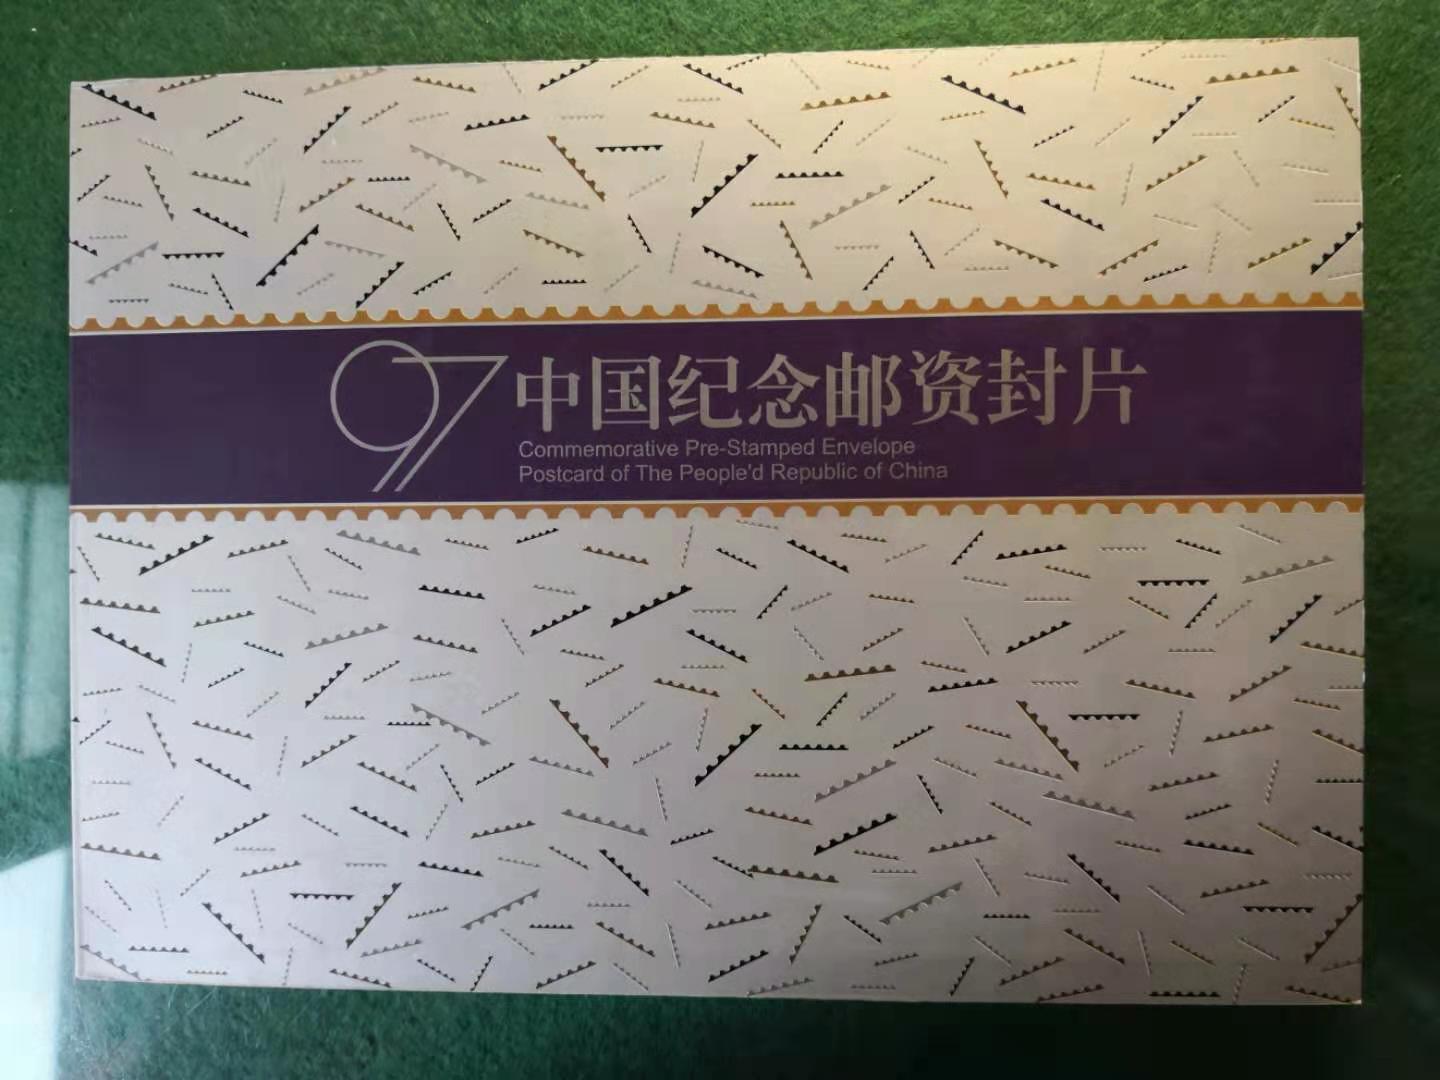 97 中国纪念邮资封片
Commemorative Pre-Stamped Envelope
Postcard of The People'd Republic of China